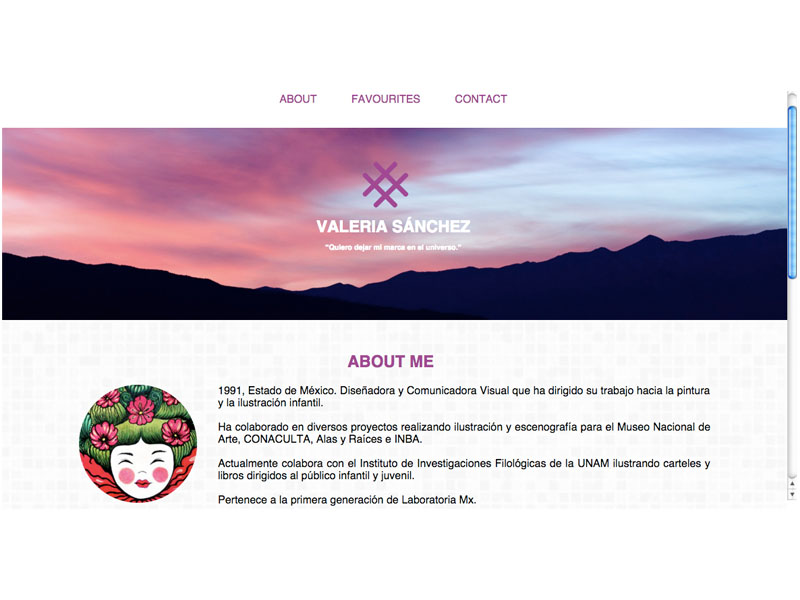 ABOUT FAVOURITES CONTACT
VALERIA SÁNCHEZ
"Quiero dejar mi marca en el universo."
ABOUT ME
1991, Estado de México. Diseñadora y Comunicadora Visual que ha dirigido su trabajo hacia la pintura
y la ilustración infantil.
Ha colaborado en diversos proyectos realizando ilustración y escenografía para el Museo Nacional de
Arte, CONACULTA, Alas y Raíces e INBA.
Actualmente colabora con el Instituto de Investigaciones Filológicas de la UNAM ilustrando carteles y
libros dirigidos al público infantil y juvenil.
Pertenece a la primera generación de Laboratoria Mx.